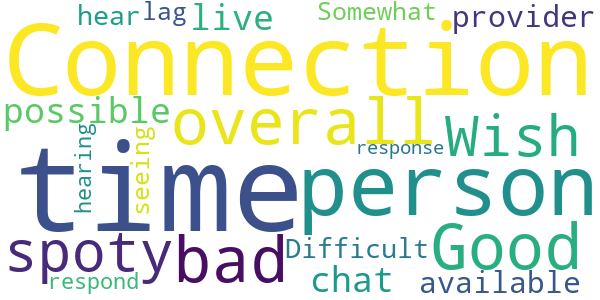 hear lag live Somewhat provider
Connection
possible overall Wish
hearing seeing time person response
spoty bad Difficult Good
respond chat available